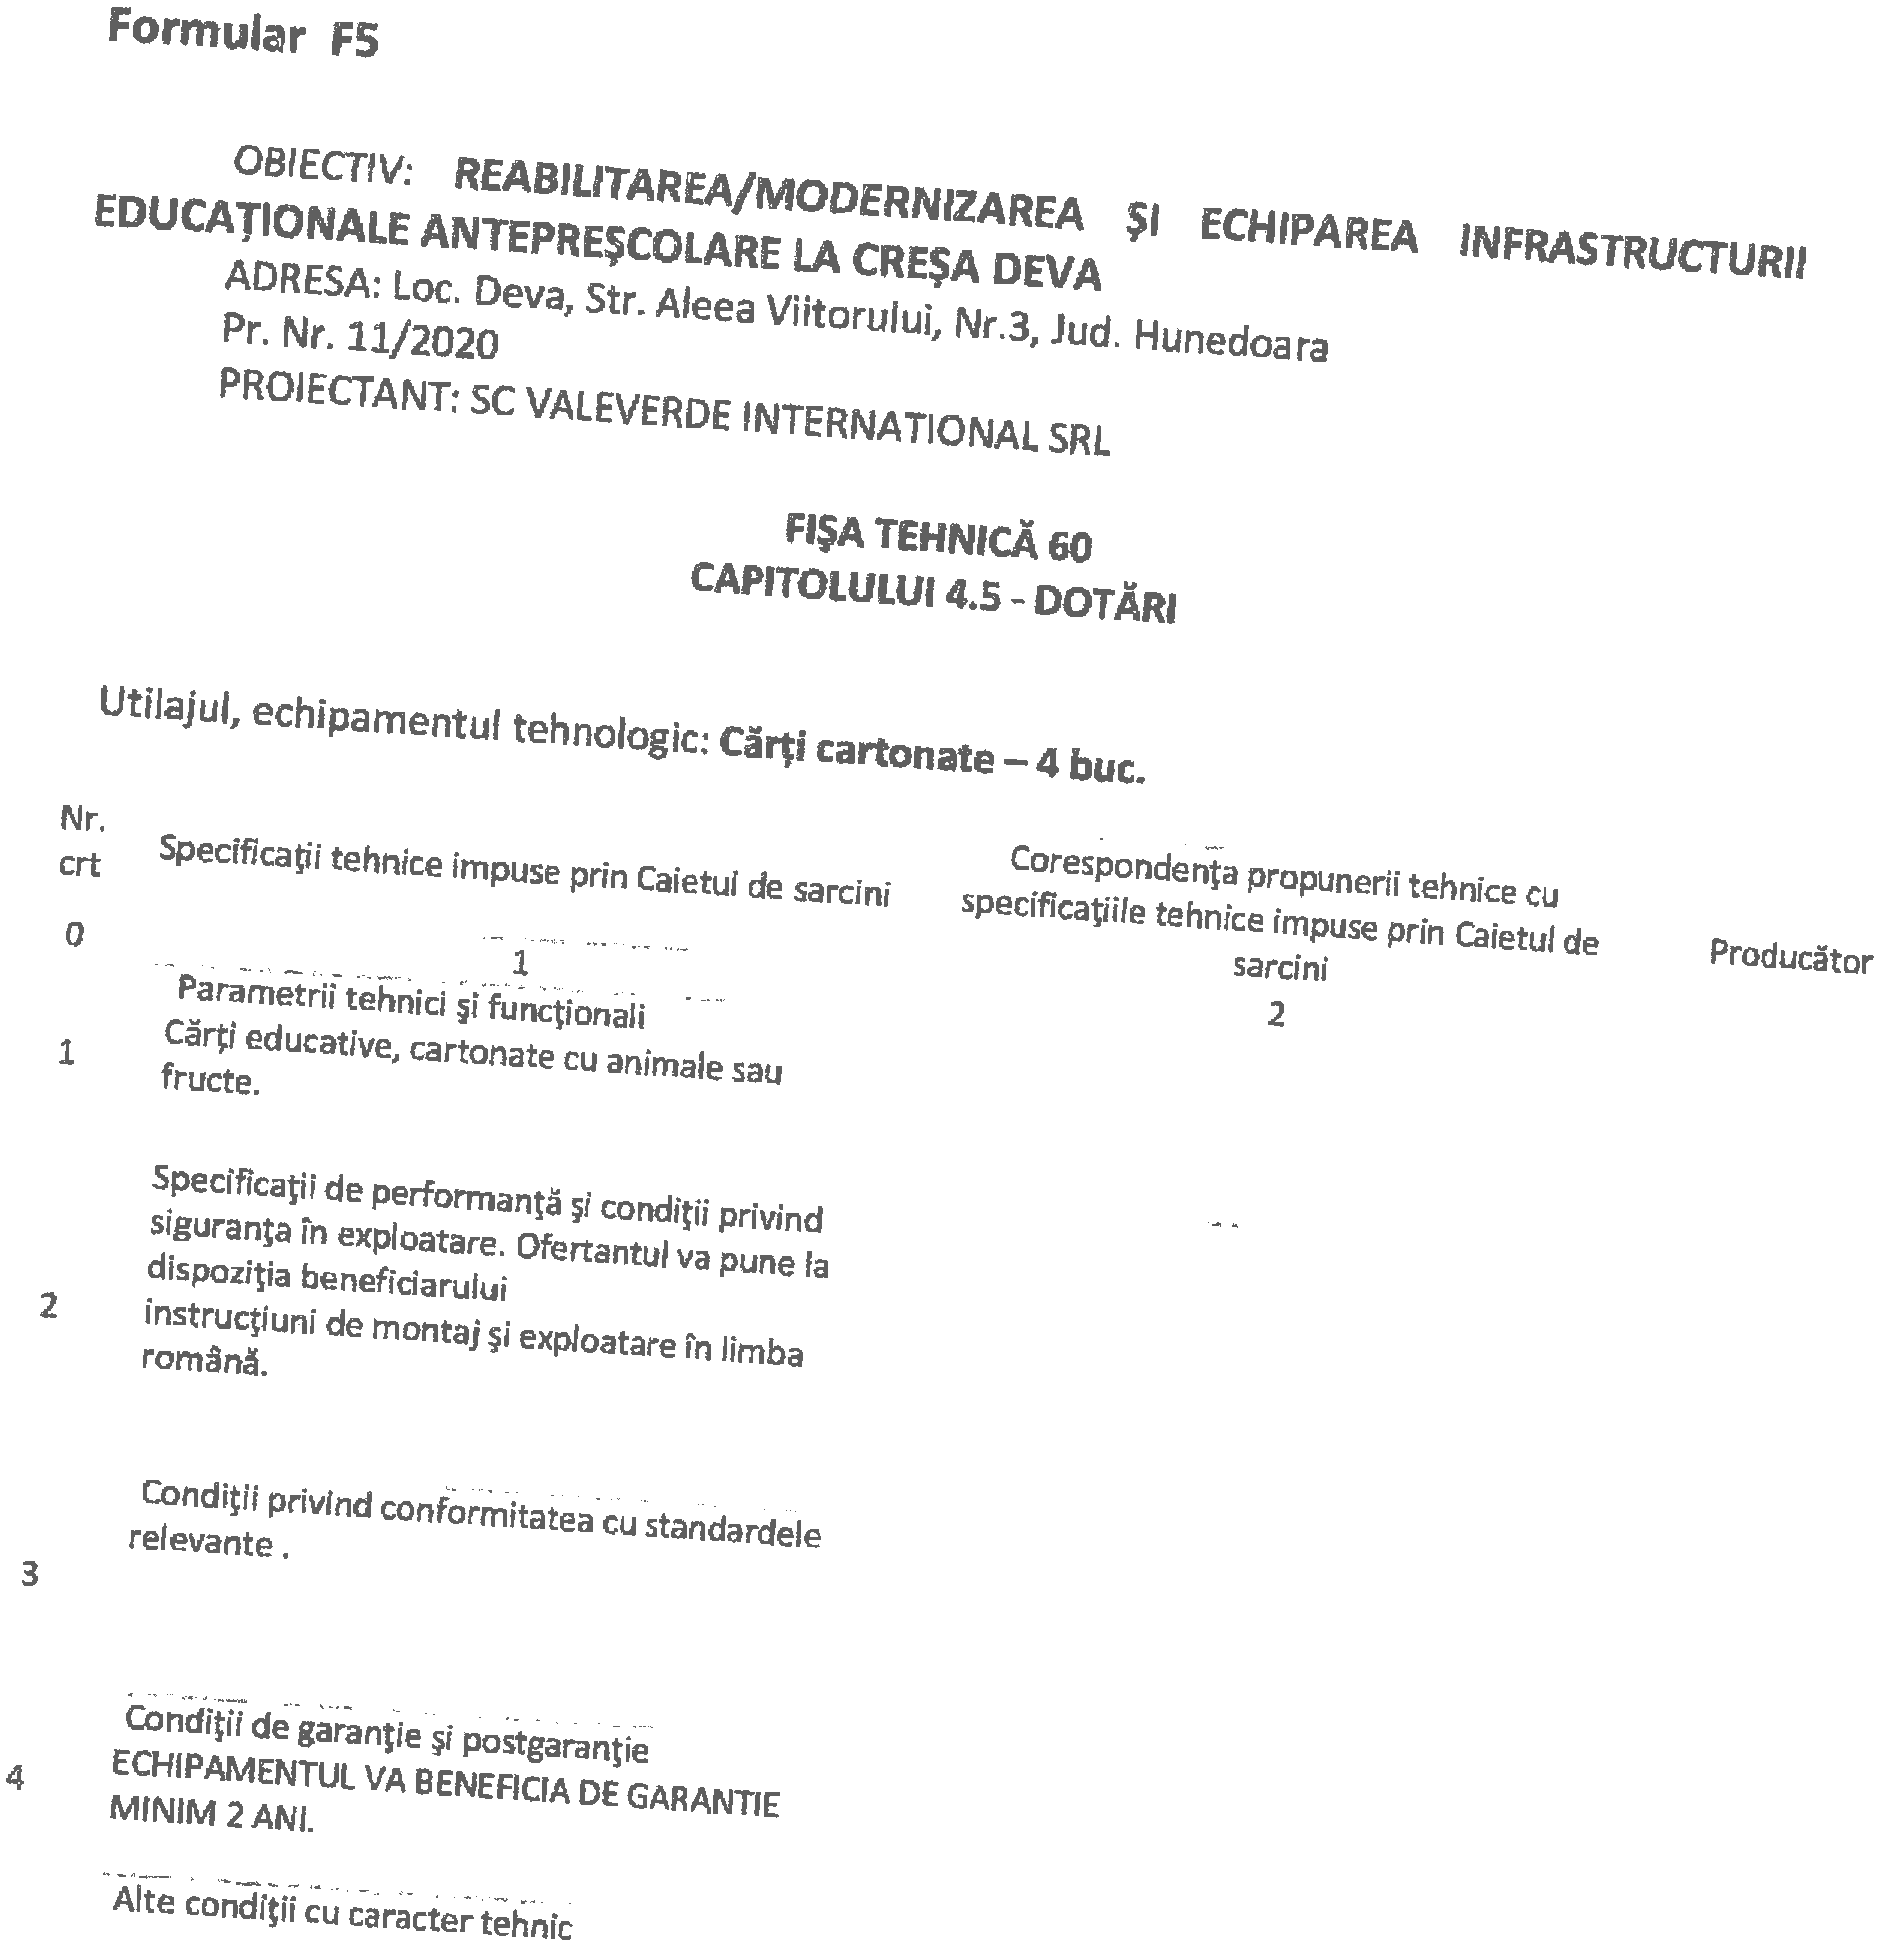 Formular F5
OBIECTIV: REABILITAREA/MODERNIZAREA ŞI ECHIPAREA INFRASTRUCTURII
EDUCAȚIONALE ANTEPREŞCOLARE LA CREŞA DEVA
ADRESA: Loc. Deva, Str. Aleea Viitorului, Nr.3, Jud. Hunedoara
Pr. Nr. 11/2020
PROIECTANT: SC VALEVERDE INTERNATIONAL SRL
FIŞA TEHNICĂ 60
CAPITOLULUI 4.5 - DOTĂRI
Utilajul, echipamentul tehnologic: Cărți cartonate – 4 buc.
Nr.
crt
Specificaţii tehnice impuse prin Caietul de sarcini
Corespondenţa propunerii tehnice cu
specificaţiile tehnice impuse prin Caietul de
sarcini
Producător
0
1
2
Parametrii tehnici şi funcţionali
1
Cărți educative, cartonate cu animale sau
fructe.
Specificaţii de performanţă şi condiţii privind
siguranţa în exploatare. Ofertantul va pune la
dispoziţia beneficiarului
2
instrucţiuni de montaj şi exploatare în limba
română.
Condiţii privind conformitatea cu standardele
relevante .
3
Condiţii de garanţie şi postgaranţie
4
ECHIPAMENTUL VA BENEFICIA DE GARANTIE
MINIM 2 ANI.
Alte condiţii cu caracter tehnic